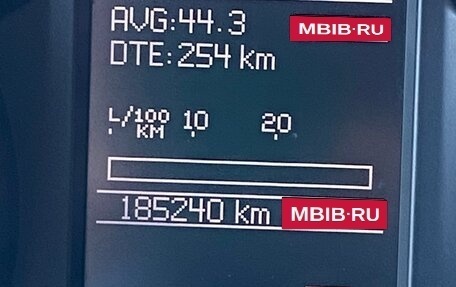 AVG:44.3
MBIB·RU
DTE:254 km
L/100 10 20
KM
185240 km
MBIB·RU